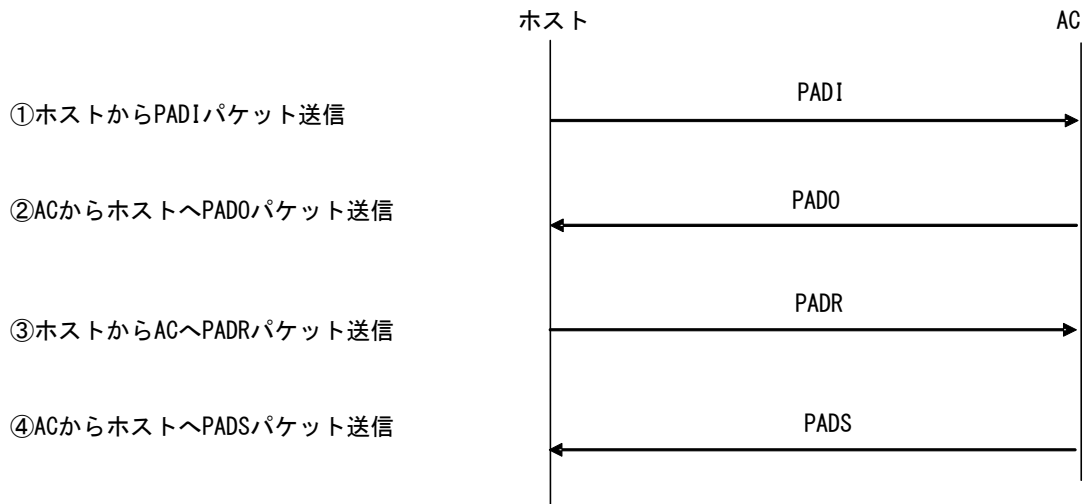 ホスト AC
PADI
①ホストからPADIパケット送信
PADO
②ACからホストへPADOパケット送信
PADR
③ホストからACへPADRパケット送信
PADS
④ACからホストへPADSパケット送信